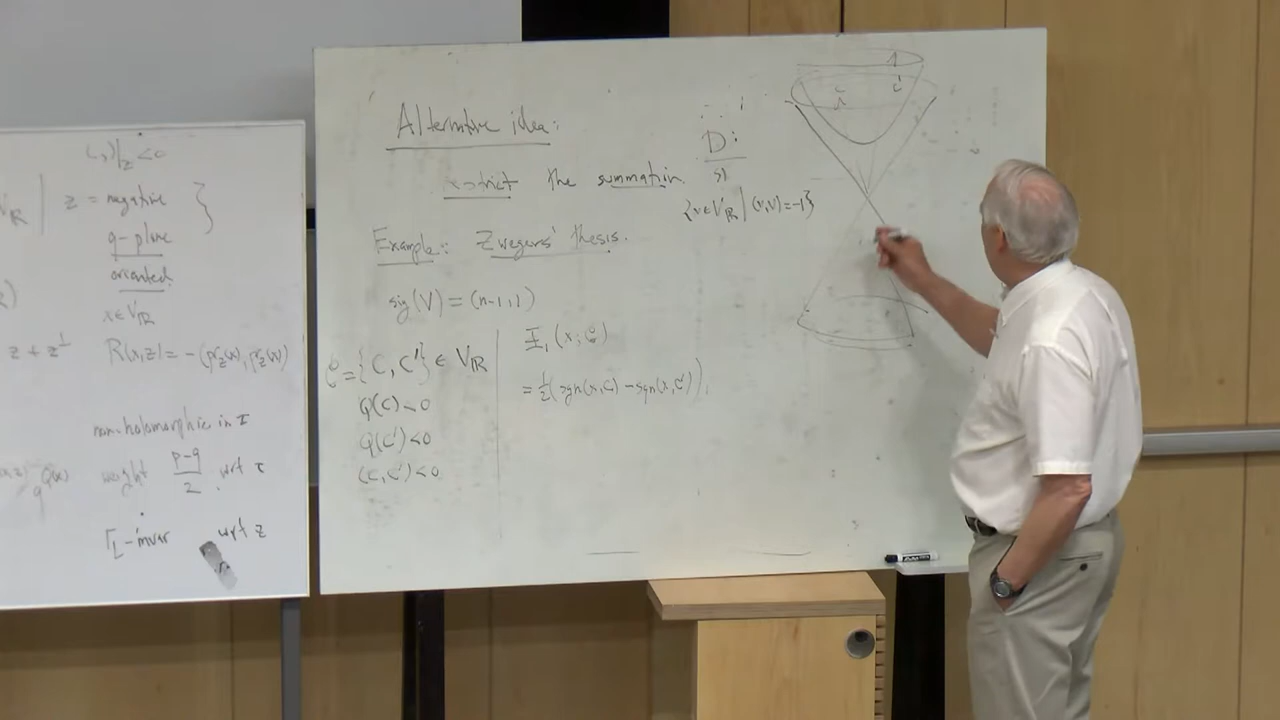 ( , )|_z < 0
V_ℝ | z = negative }
q-plane
oriented
x ∈ V_ℝ
z + z^⊥ R(x,z) = -(pr_z(x), pr_z(x))
non-holomorphic in τ
weight (p-q)/2 wrt τ
Γ_L-invar wrt z
Alternative idea:
restrict the summation.
Example: Zwegers' thesis.
sig(V) = (n-1,1)
𝒞 = {C, C'} ∈ V_ℝ
Q(C) < 0
Q(C') < 0
(C, C') < 0
Φ_1(x; 𝒞)
= 1/2 (sgn(x,C) - sgn(x,C')).
D:
{v ∈ V_ℝ | (v,v) = -1}
C
C'